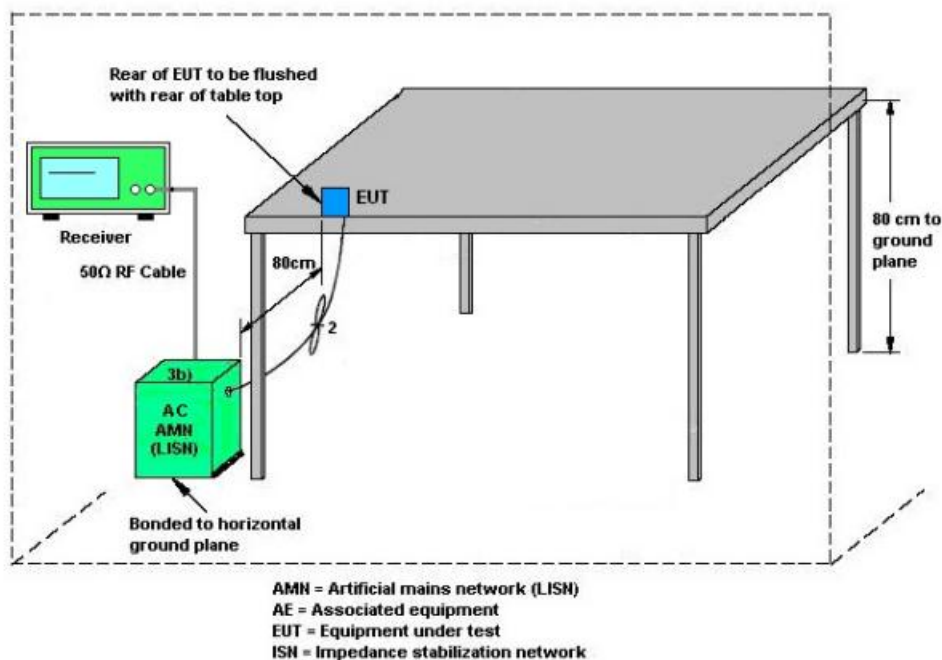 Rear of EUT to be flushed
with rear of table top
EUT
Receiver
80 cm to
ground
plane
80cm
50Ω RF Cable
2
3b)
AC
AMN
(LISN)
Bonded to horizontal
ground plane
AMN = Artificial mains network (LISN)
AE = Associated equipment
EUT = Equipment under test
ISN = Impedance stabilization network